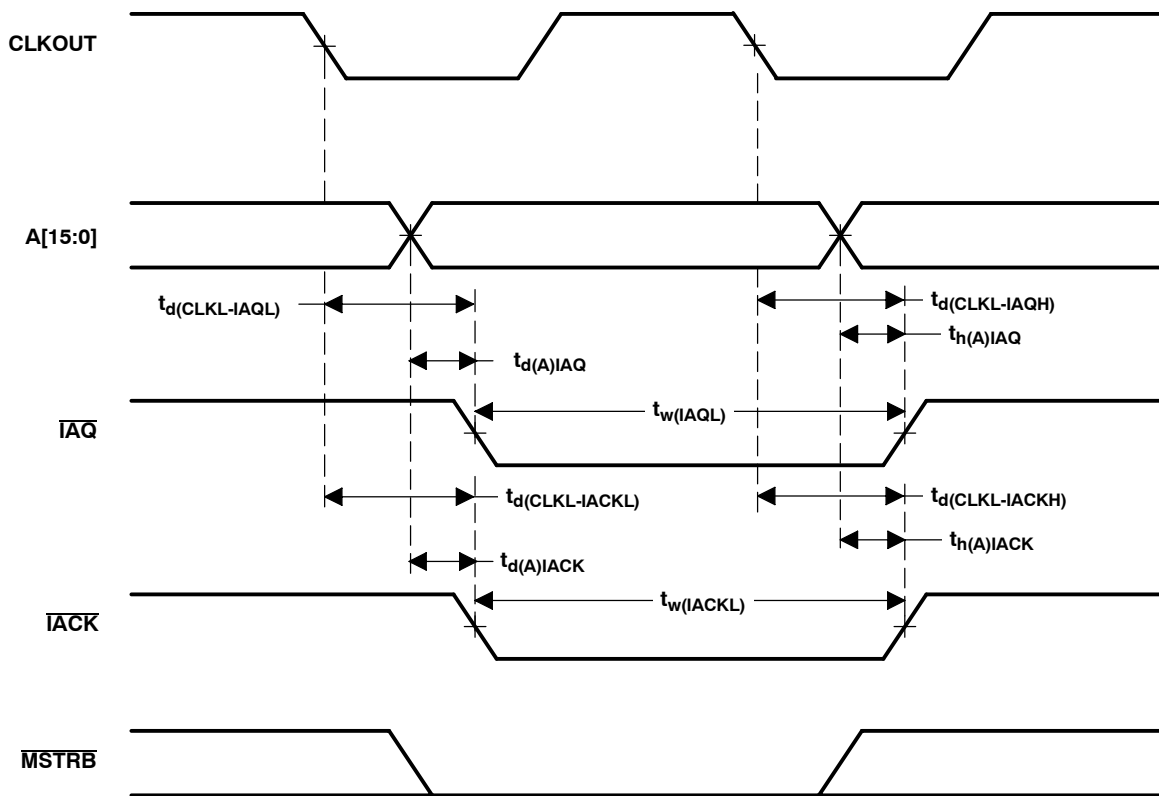 CLKOUT
A[15:0]
td(CLKL-IAQL)
td(CLKL-IAQH)
th(A)IAQ
td(A)IAQ
tw(IAQL)
IAQ
td(CLKL-IACKL)
td(CLKL-IACKH)
th(A)IACK
td(A)IACK
tw(IACKL)
IACK
MSTRB